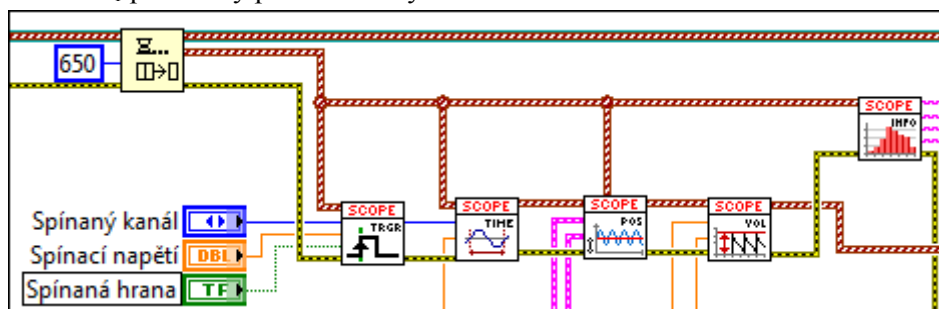 650
SCOPE
INFO
Spínaný kanál
SCOPE
TRGR
SCOPE
TIME
SCOPE
POS
SCOPE
VOL
Spínací napětí
DBL
Spínaná hrana
TF